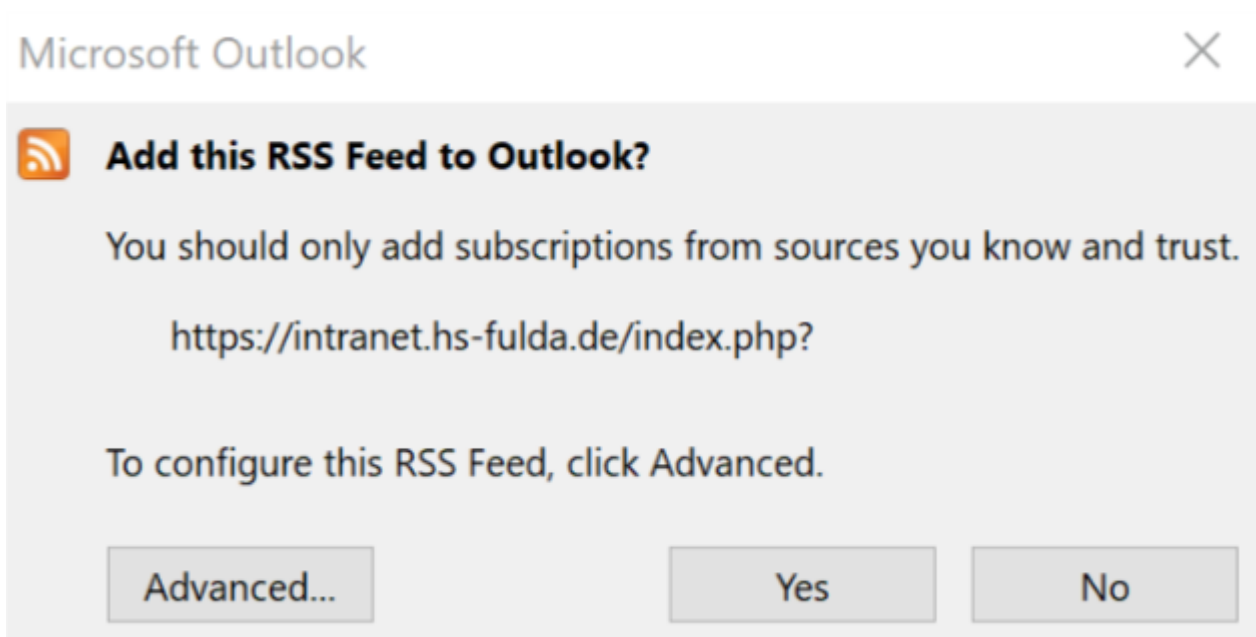 Microsoft Outlook
Add this RSS Feed to Outlook?
You should only add subscriptions from sources you know and trust.
https://intranet.hs-fulda.de/index.php?
To configure this RSS Feed, click Advanced.
Advanced... Yes No